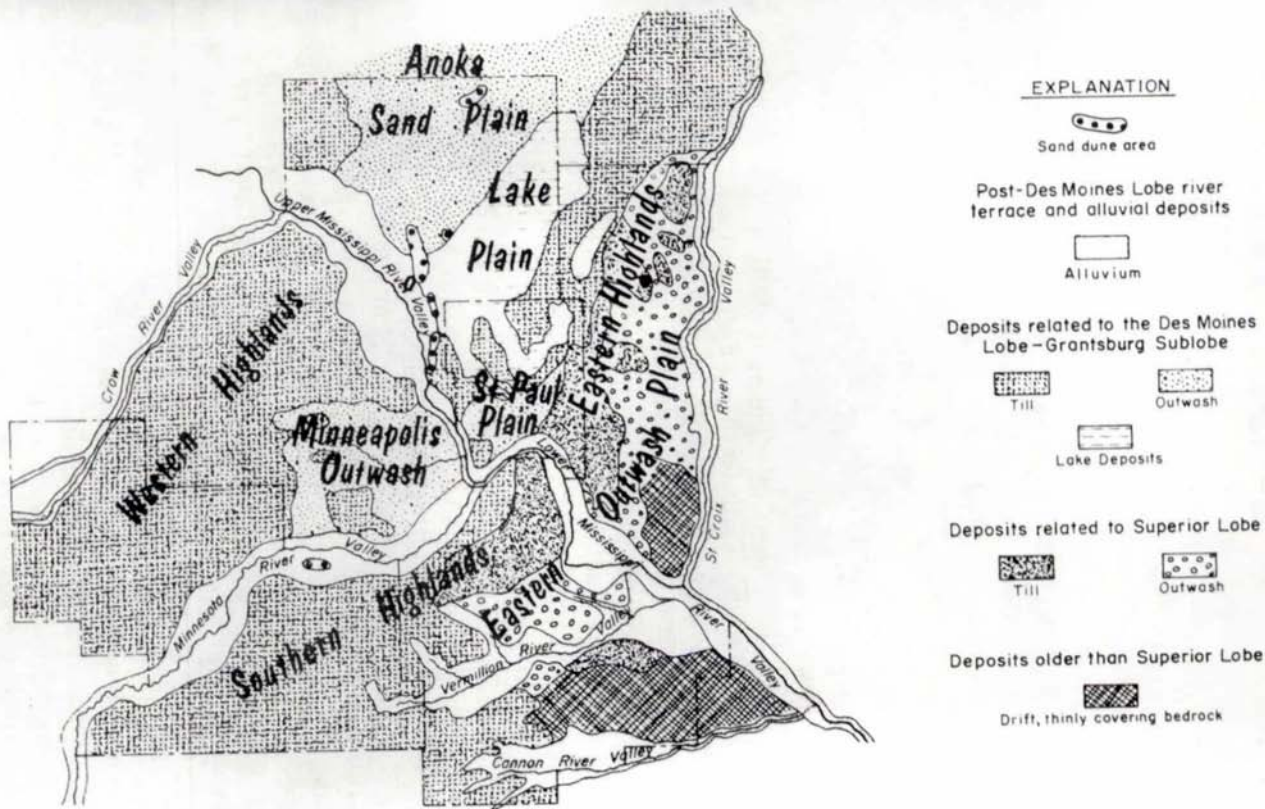 Anoka
Sand Plain
Lake
Plain
Upper Mississippi River Valley
Crow River Valley
Western Highlands
Minneapolis
Outwash
St Paul
Plain
Eastern Highlands
Outwash Plain
St Croix River Valley
Lower Mississippi River Valley
Minnesota River Valley
Southern Highlands
Eastern
Vermillion River Valley
Cannon River Valley
EXPLANATION
Sand dune area
Post-Des Moines Lobe river
terrace and alluvial deposits
Alluvium
Deposits related to the Des Moines
Lobe-Grantsburg Sublobe
Till
Outwash
Lake Deposits
Deposits related to Superior Lobe
Till
Outwash
Deposits older than Superior Lobe
Drift, thinly covering bedrock